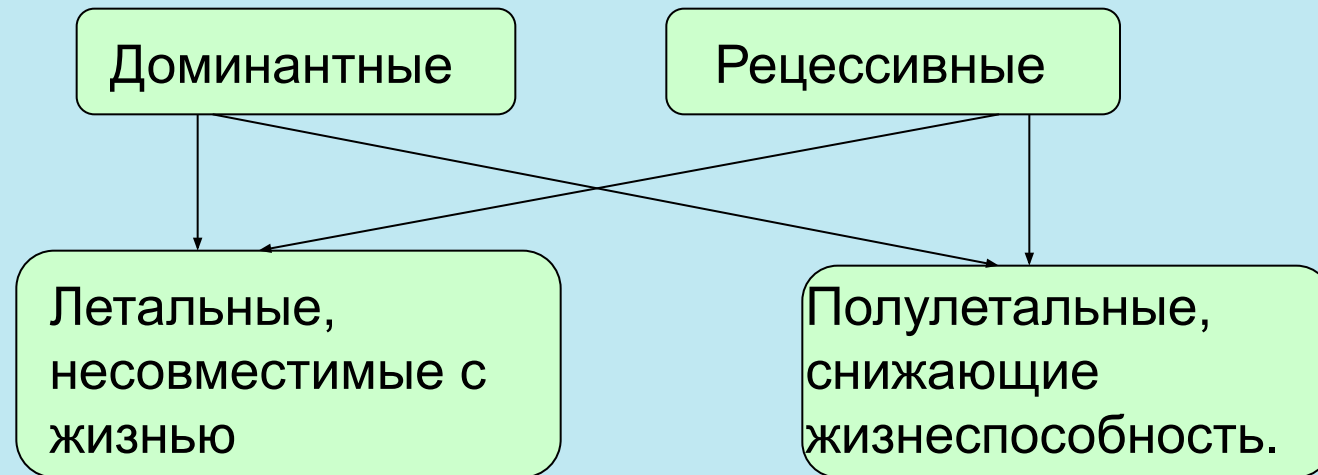 Доминантные
Рецессивные
Летальные,
несовместимые с
жизнью
Полулетальные,
снижающие
жизнеспособность.